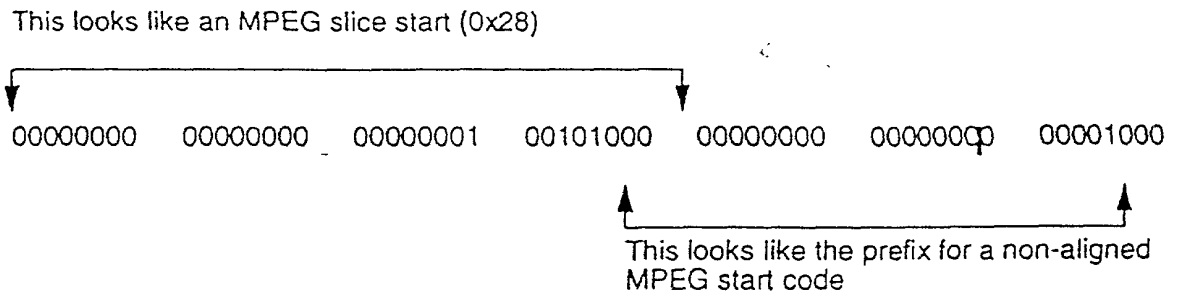 This looks like an MPEG slice start (0x28)
00000000 00000000 00000001 00101000 00000000 00000000 00001000
This looks like the prefix for a non-aligned
MPEG start code